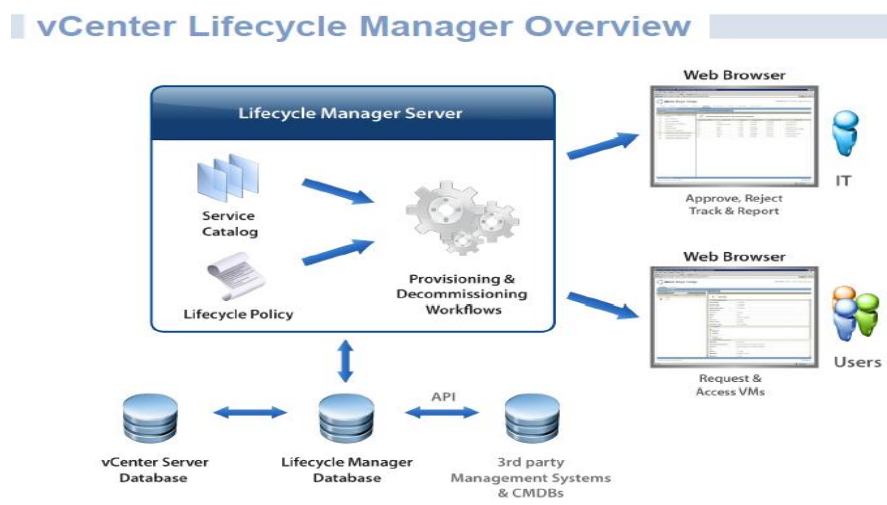 vCenter Lifecycle Manager Overview
Lifecycle Manager Server
Service
Catalog
Lifecycle Policy
Provisioning &
Decommissioning
Workflows
Web Browser
IT
Approve, Reject
Track & Report
Web Browser
Users
Request &
Access VMs
API
vCenter Server
Database
Lifecycle Manager
Database
3rd party
Management Systems
& CMDBs